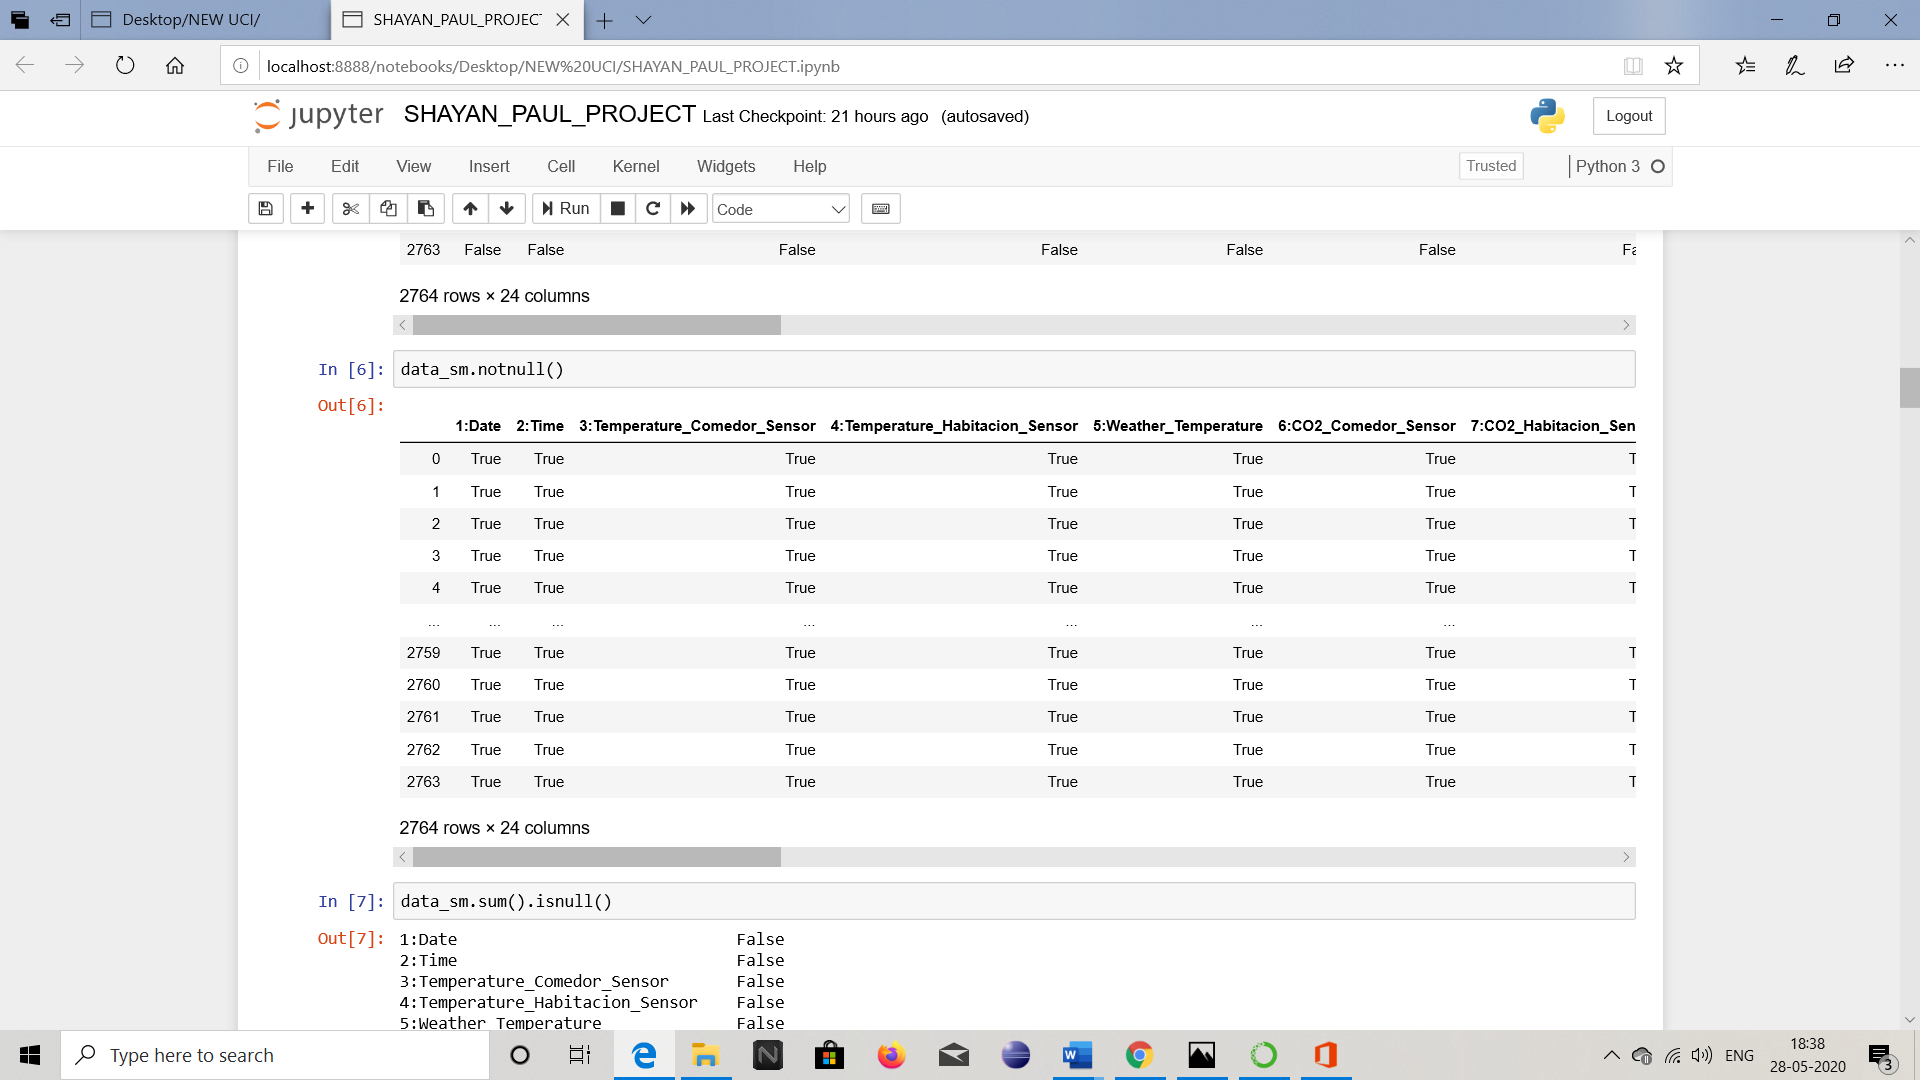 Desktop/NEW UCI/
SHAYAN_PAUL_PROJEC
localhost:8888/notebooks/Desktop/NEW%20UCI/SHAYAN_PAUL_PROJECT.ipynb
jupyter SHAYAN_PAUL_PROJECT Last Checkpoint: 21 hours ago (autosaved)
Logout
File Edit View Insert Cell Kernel Widgets Help
Trusted
Python 3
Run
Code
2763 False False False False False False Fa
2764 rows × 24 columns
In [6]: data_sm.notnull()
Out[6]:
1:Date 2:Time 3:Temperature_Comedor_Sensor 4:Temperature_Habitacion_Sensor 5:Weather_Temperature 6:CO2_Comedor_Sensor 7:CO2_Habitacion_Sen
0 True True True True True True T
1 True True True True True True T
2 True True True True True True T
3 True True True True True True T
4 True True True True True True T
... ... ... ... ... ... ...
2759 True True True True True True T
2760 True True True True True True T
2761 True True True True True True T
2762 True True True True True True T
2763 True True True True True True T
2764 rows × 24 columns
In [7]: data_sm.sum().isnull()
Out[7]: 1:Date False
2:Time False
3:Temperature_Comedor_Sensor False
4:Temperature_Habitacion_Sensor False
5:Weather_Temperature False
Type here to search
N
W
ENG
18:38
28-05-2020
3